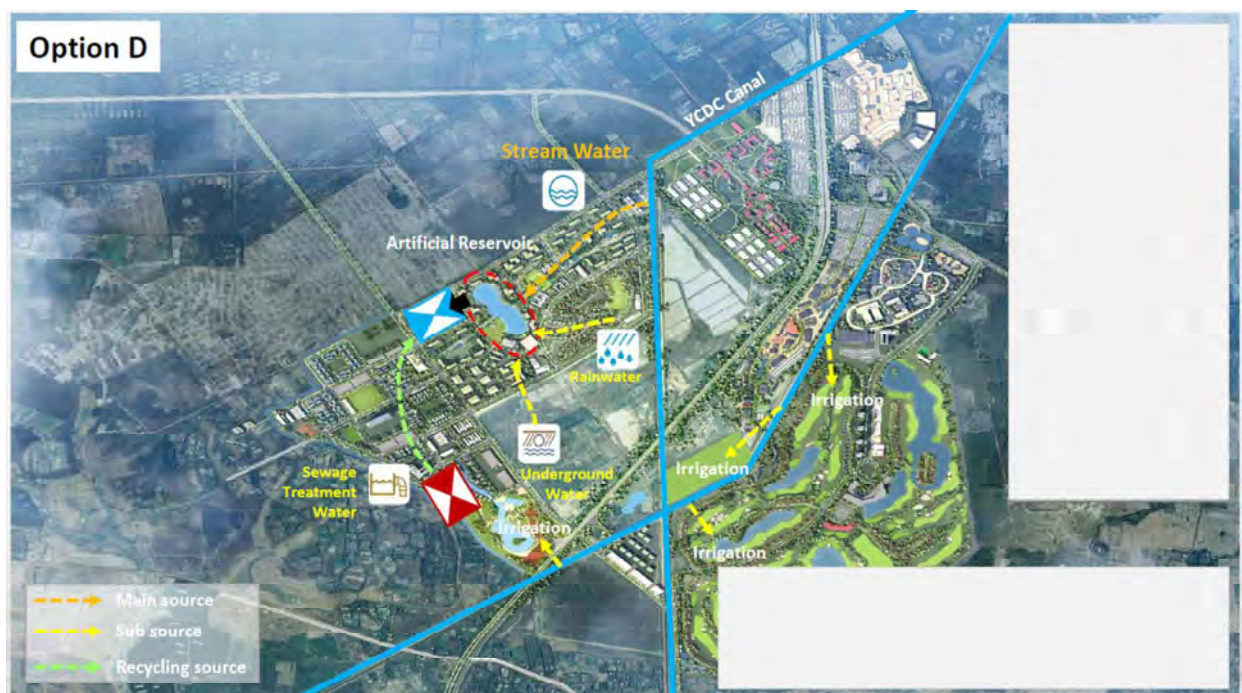 Option D
YCDC Canal
Stream Water
Artificial Reservoir
Rainwater
Irrigation
Sewage
Treatment
Water
Underground
Water
Irrigation
Irrigation
Irrigation
Main source
Sub source
Recycling source